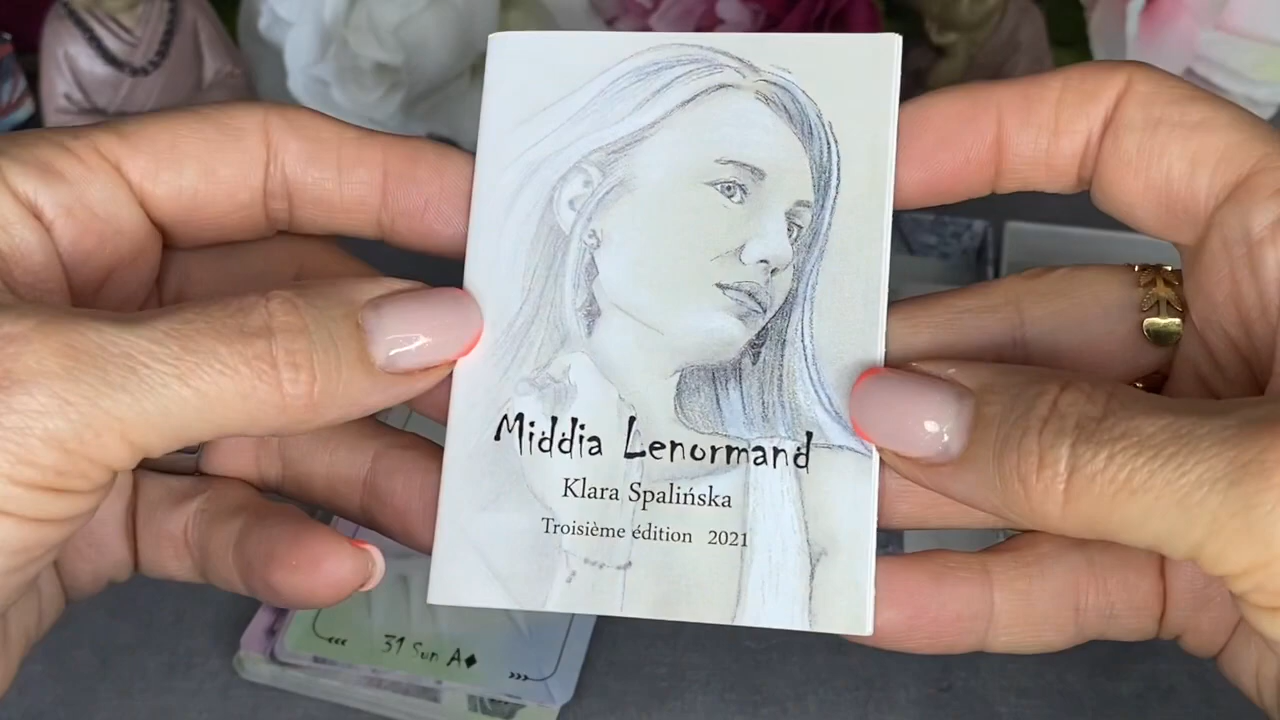 Middia Lenormand
Klara Spalińska
Troisième édition 2021
31 Sun A♦